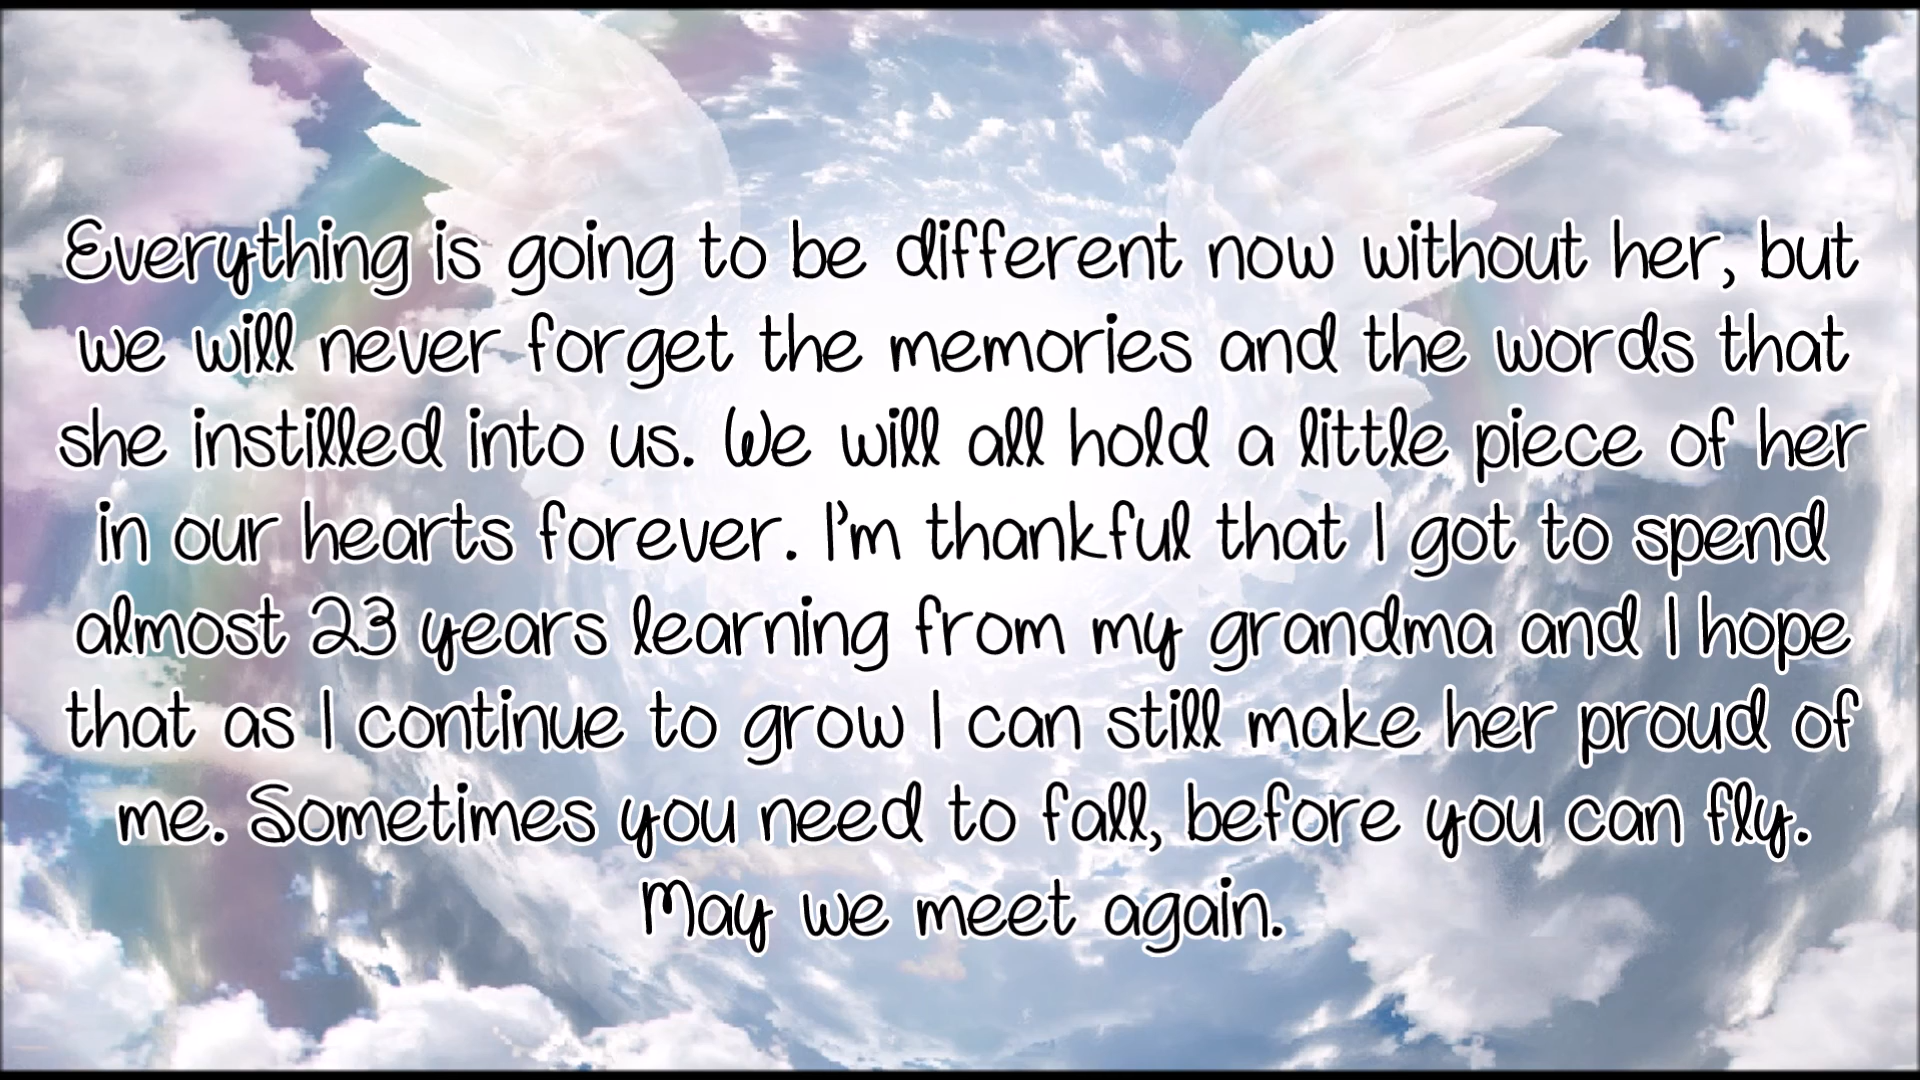 Everything is going to be different now without her, but
we will never forget the memories and the words that
she instilled into us. We will all hold a little piece of her
in our hearts forever. I'm thankful that I got to spend
almost 23 years learning from my grandma and I hope
that as I continue to grow I can still make her proud of
me. Sometimes you need to fall, before you can fly.
May we meet again.